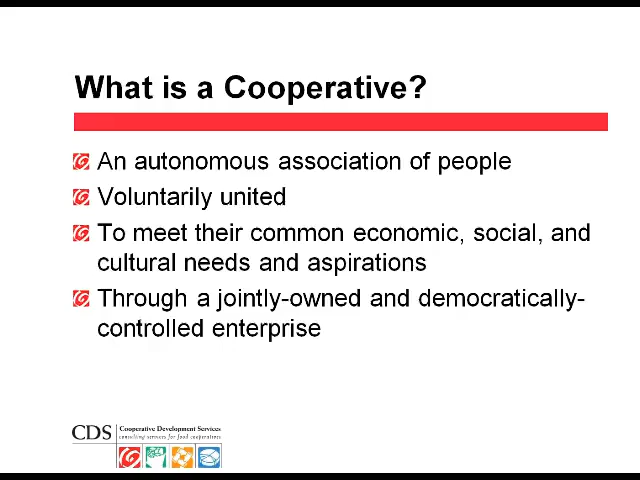 What is a Cooperative?
An autonomous association of people
Voluntarily united
To meet their common economic, social, and
cultural needs and aspirations
Through a jointly-owned and democratically-
controlled enterprise
CDS
Cooperative Development Services
consulting services for food cooperatives